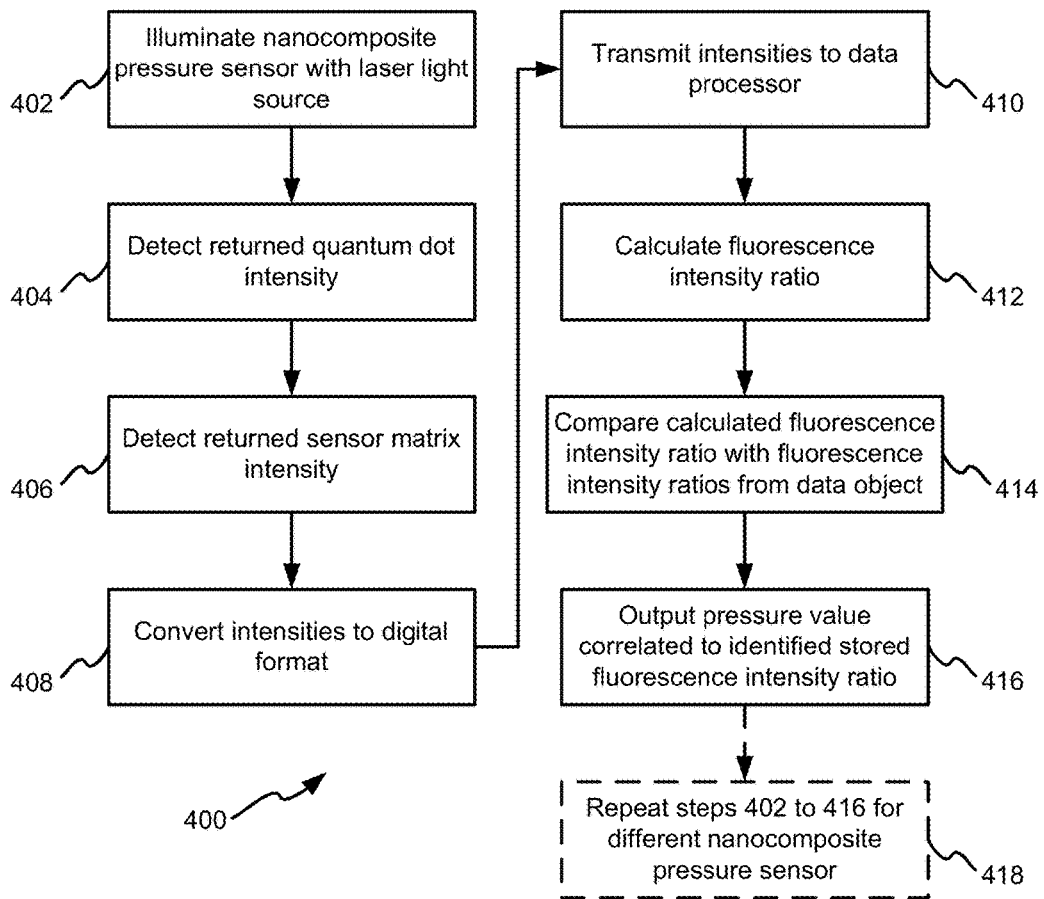 Illuminate nanocomposite
pressure sensor with laser light
source
402
Detect returned quantum dot
intensity
404
Detect returned sensor matrix
intensity
406
Convert intensities to digital
format
408
Transmit intensities to data
processor
410
Calculate fluorescence
intensity ratio
412
Compare calculated fluorescence
intensity ratio with fluorescence
intensity ratios from data object
414
Output pressure value
correlated to identified stored
fluorescence intensity ratio
416
Repeat steps 402 to 416 for
different nanocomposite
pressure sensor
418
400